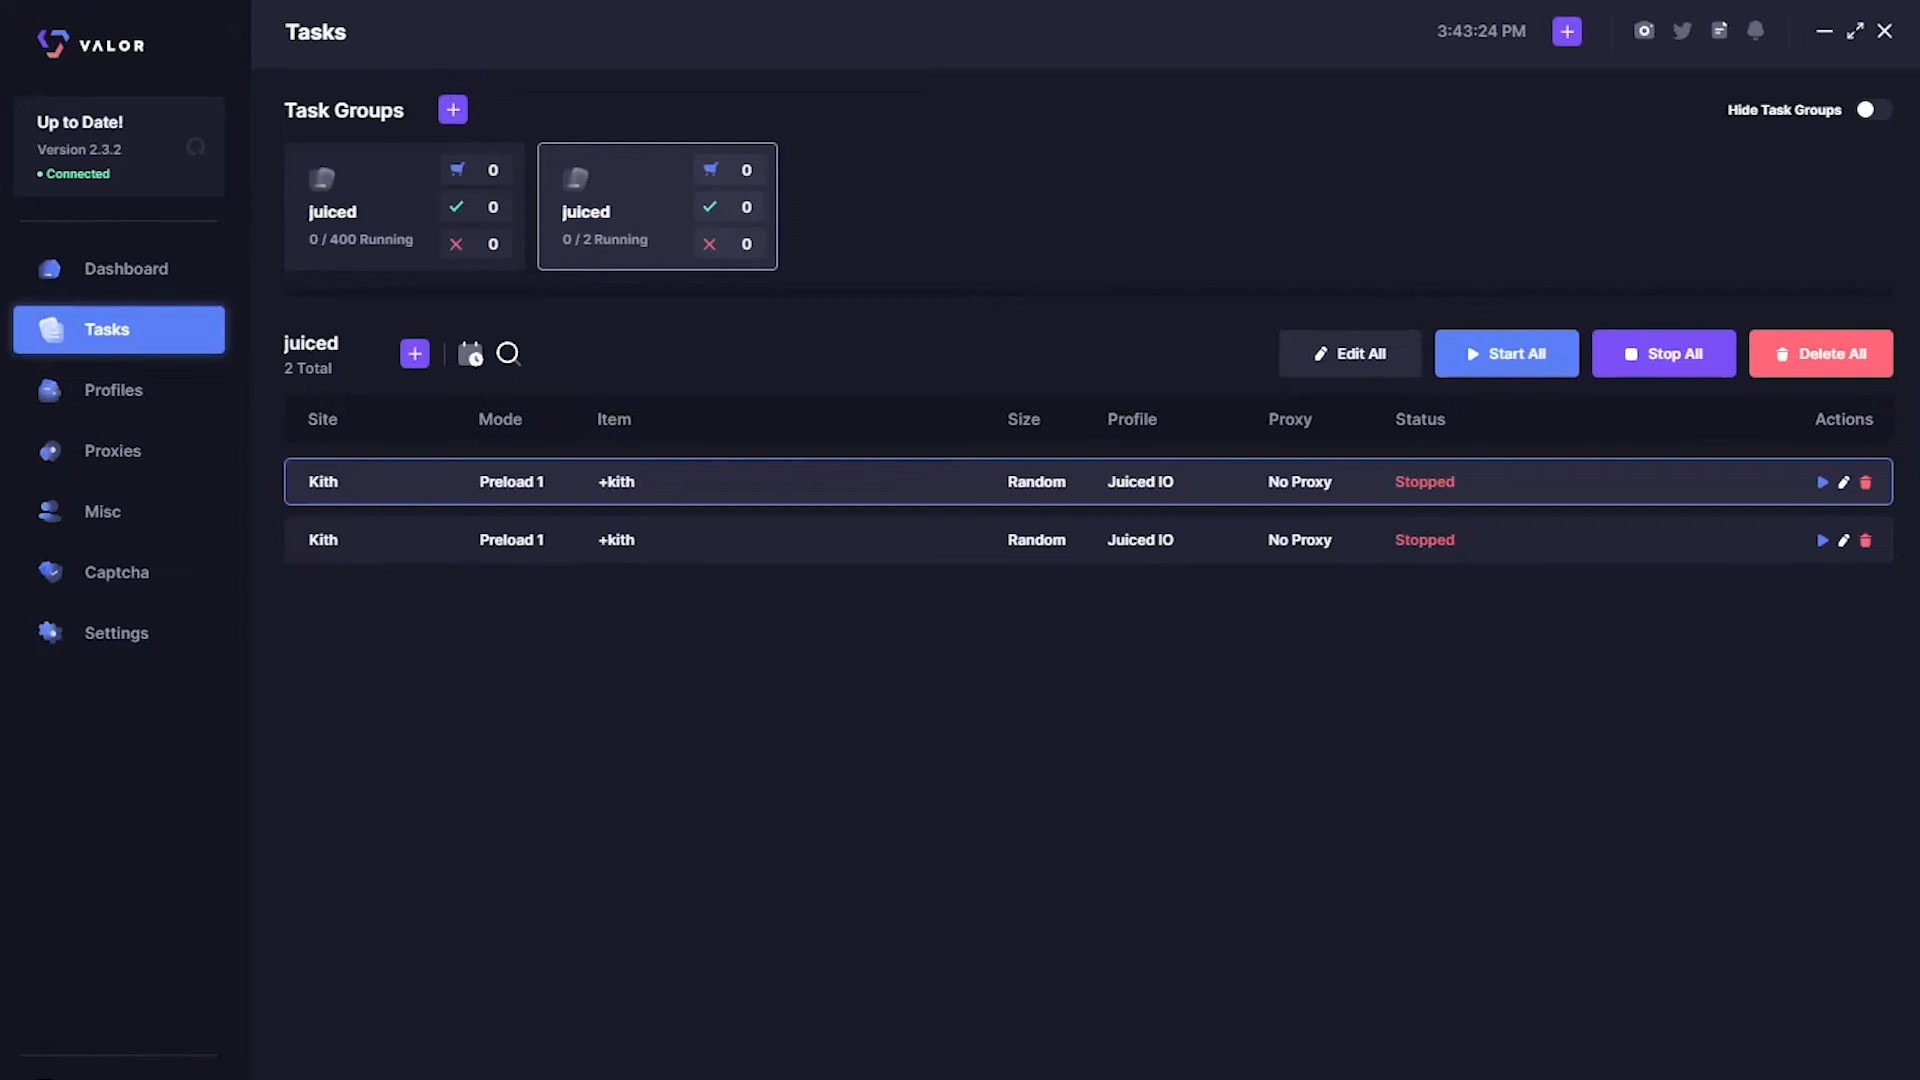 VALOR
Tasks
3:43:24 PM
Up to Date!
Version 2.3.2
• Connected
Dashboard
Tasks
Profiles
Proxies
Misc
Captcha
Settings
Task Groups
Hide Task Groups
juiced
0 / 400 Running
0
0
0
juiced
0 / 2 Running
0
0
0
juiced
2 Total
Edit All
Start All
Stop All
Delete All
Site Mode Item Size Profile Proxy Status Actions
Kith Preload 1 +kith Random Juiced IO No Proxy Stopped
Kith Preload 1 +kith Random Juiced IO No Proxy Stopped